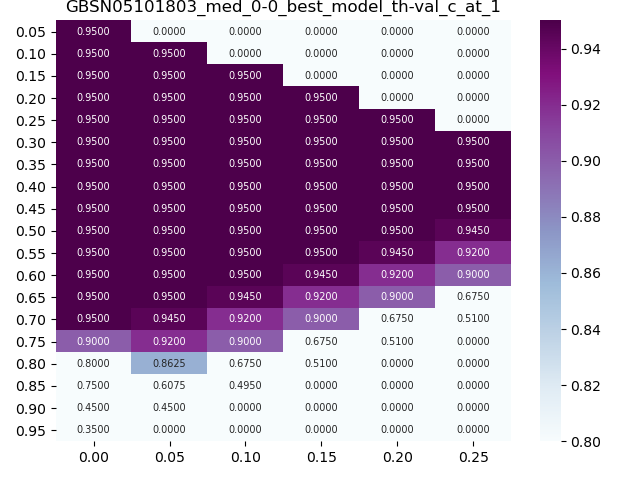 GBSN05101803_med_0-0_best_model_th-val_c_at_1
0.05 0.9500 0.0000 0.0000 0.0000 0.0000 0.0000
0.10 0.9500 0.9500 0.0000 0.0000 0.0000 0.0000
0.15 0.9500 0.9500 0.9500 0.0000 0.0000 0.0000
0.20 0.9500 0.9500 0.9500 0.9500 0.0000 0.0000
0.25 0.9500 0.9500 0.9500 0.9500 0.9500 0.0000
0.30 0.9500 0.9500 0.9500 0.9500 0.9500 0.9500
0.35 0.9500 0.9500 0.9500 0.9500 0.9500 0.9500
0.40 0.9500 0.9500 0.9500 0.9500 0.9500 0.9500
0.45 0.9500 0.9500 0.9500 0.9500 0.9500 0.9500
0.50 0.9500 0.9500 0.9500 0.9500 0.9500 0.9450
0.55 0.9500 0.9500 0.9500 0.9500 0.9450 0.9200
0.60 0.9500 0.9500 0.9500 0.9450 0.9200 0.9000
0.65 0.9500 0.9500 0.9450 0.9200 0.9000 0.6750
0.70 0.9500 0.9450 0.9200 0.9000 0.6750 0.5100
0.75 0.9000 0.9200 0.9000 0.6750 0.5100 0.0000
0.80 0.8000 0.8625 0.6750 0.5100 0.0000 0.0000
0.85 0.7500 0.6075 0.4950 0.0000 0.0000 0.0000
0.90 0.4500 0.4500 0.0000 0.0000 0.0000 0.0000
0.95 0.3500 0.0000 0.0000 0.0000 0.0000 0.0000
0.00 0.05 0.10 0.15 0.20 0.25
0.94
0.92
0.90
0.88
0.86
0.84
0.82
0.80